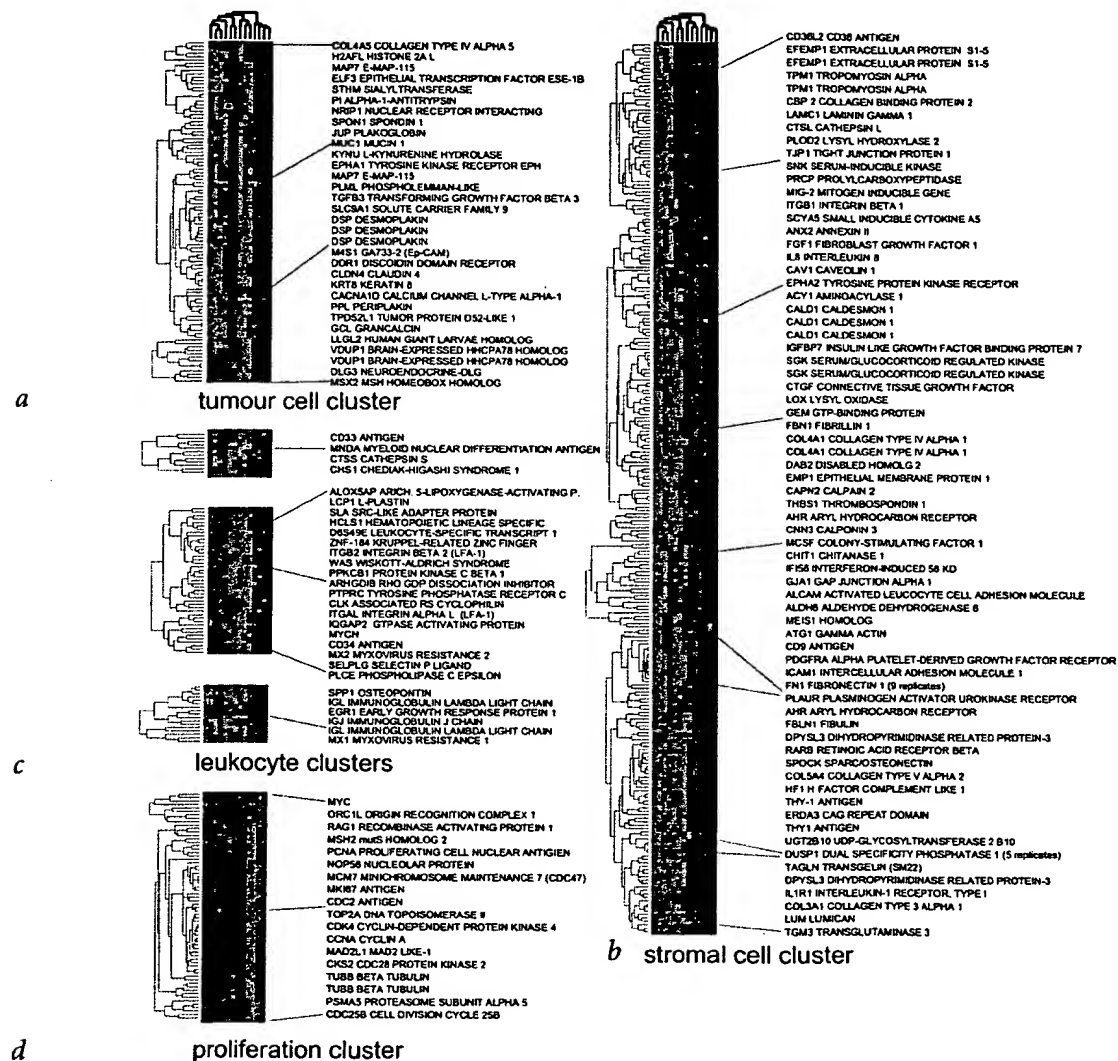 a
COL4A5 COLLAGEN TYPE IV ALPHA 5
H2AFL HISTONE 2A L
MAP7 E-MAP-115
ELF3 EPITHELIAL TRANSCRIPTION FACTOR ESE-1B
STHM SIALYLTRANSFERASE
PI ALPHA-1-ANTITRYPSIN
NRIP1 NUCLEAR RECEPTOR INTERACTING
SPON1 SPONDIN 1
JUP PLAKOGLOBIN
MUC1 MUCIN 1
KYNU L-KYNURENINE HYDROLASE
EPHA1 TYROSINE KINASE RECEPTOR EPH
MAP7 E-MAP-115
PLML PHOSPHOLEMMAN-LIKE
TGFB3 TRANSFORMING GROWTH FACTOR BETA 3
SLC9A1 SOLUTE CARRIER FAMILY 9
DSP DESMOPLAKIN
DSP DESMOPLAKIN
DSP DESMOPLAKIN
M4S1 GA733-2 (Ep-CAM)
DDR1 DISCOIDIN DOMAIN RECEPTOR
CLDN4 CLAUDIN 4
KRT8 KERATIN 8
CACNA1D CALCIUM CHANNEL L-TYPE ALPHA-1
PPL PERIPLAKIN
TPD52L1 TUMOR PROTEIN D52-LIKE 1
GCL GRANCALCIN
LLGL2 HUMAN GIANT LARVAE HOMOLOG
VDUP1 BRAIN-EXPRESSED HHCPA78 HOMOLOG
VDUP1 BRAIN-EXPRESSED HHCPA78 HOMOLOG
DLG3 NEUROENDOCRINE-DLG
MSX2 MSH HOMEOBOX HOMOLOG
tumour cell cluster
CD33 ANTIGEN
MNDA MYELOID NUCLEAR DIFFERENTIATION ANTIGEN
CTSS CATHEPSIN S
CHS1 CHEDIAK-HIGASHI SYNDROME 1
ALOX5AP ARICH. 5-LIPOXYGENASE-ACTIVATING P.
LCP1 L-PLASTIN
SLA SRC-LIKE ADAPTER PROTEIN
HCLS1 HEMATOPOIETIC LINEAGE SPECIFIC
D6S49E LEUKOCYTE-SPECIFIC TRANSCRIPT 1
ZNF-184 KRUPPEL-RELATED ZINC FINGER
ITGB2 INTEGRIN BETA 2 (LFA-1)
WAS WISKOTT-ALDRICH SYNDROME
PPKCB1 PROTEIN KINASE C BETA 1
ARHGDIB RHO GDP DISSOCIATION INHIBITOR
PTPRC TYROSINE PHOSPHATASE RECEPTOR C
CLK ASSOCIATED RS CYCLOPHILIN
ITGAL INTEGRIN ALPHA L (LFA-1)
IQGAP2 GTPASE ACTIVATING PROTEIN
MYCH
CD34 ANTIGEN
MX2 MYXOVIRUS RESISTANCE 2
SELPLG SELECTIN P LIGAND
PLCE PHOSPHOLIPASE C EPSILON
SPP1 OSTEOPONTIN
IGL IMMUNOGLOBULIN LAMBDA LIGHT CHAIN
EGR1 EARLY GROWTH RESPONSE PROTEIN 1
IGJ IMMUNOGLOBULIN J CHAIN
IGL IMMUNOGLOBULIN LAMBDA LIGHT CHAIN
MX1 MYXOVIRUS RESISTANCE 1
c
leukocyte clusters
MYC
ORC1L ORIGIN RECOGNITION COMPLEX 1
RAG1 RECOMBINASE ACTIVATING PROTEIN 1
MSH2 mutS HOMOLOG 2
PCNA PROLIFERATING CELL NUCLEAR ANTIGIEN
NOP56 NUCLEOLAR PROTEIN
MCM7 MINICHROMOSOME MAINTENANCE 7 (CDC47)
MKI67 ANTIGEN
CDC2 ANTIGEN
TOP2A DNA TOPOISOMERASE II
CDK4 CYCLIN-DEPENDENT PROTEIN KINASE 4
CCNA CYCLIN A
MAD2L1 MAD2 LIKE-1
CKS2 CDC28 PROTEIN KINASE 2
TUBB BETA TUBULIN
TUBB BETA TUBULIN
PSMA5 PROTEASOME SUBUNIT ALPHA 5
CDC25B CELL DIVISION CYCLE 25B
d
proliferation cluster
CD36L2 CD36 ANTIGEN
EFEMP1 EXTRACELLULAR PROTEIN S1-5
EFEMP1 EXTRACELLULAR PROTEIN S1-5
TPM1 TROPOMYOSIN ALPHA
TPM1 TROPOMYOSIN ALPHA
CBP 2 COLLAGEN BINDING PROTEIN 2
LAMC1 LAMININ GAMMA 1
CTSL CATHEPSIN L
PLOD2 LYSYL HYDROXYLASE 2
TJP1 TIGHT JUNCTION PROTEIN 1
SNK SERUM-INDUCIBLE KINASE
PRCP PROLYLCARBOXYPEPTIDASE
MIG-2 MITOGEN INDUCIBLE GENE
ITGB1 INTEGRIN BETA 1
SCYA5 SMALL INDUCIBLE CYTOKINE A5
ANX2 ANNEXIN II
FGF1 FIBROBLAST GROWTH FACTOR 1
IL8 INTERLEUKIN 8
CAV1 CAVEOLIN 1
EPHA2 TYROSINE PROTEIN KINASE RECEPTOR
ACY1 AMINOACYLASE 1
CALD1 CALDESMON 1
CALD1 CALDESMON 1
CALD1 CALDESMON 1
IGFBP7 INSULIN LIKE GROWTH FACTOR BINDING PROTEIN 7
SGK SERUM/GLUCOCORTICOID REGULATED KINASE
SGK SERUM/GLUCOCORTICOID REGULATED KINASE
CTGF CONNECTIVE TISSUE GROWTH FACTOR
LOX LYSYL OXIDASE
GEM GTP-BINDING PROTEIN
FBN1 FIBRILLIN 1
COL4A1 COLLAGEN TYPE IV ALPHA 1
COL4A1 COLLAGEN TYPE IV ALPHA 1
DAB2 DISABLED HOMOLG 2
EMP1 EPITHELIAL MEMBRANE PROTEIN 1
CAPN2 CALPAIN 2
THBS1 THROMBOSPONDIN 1
AHR ARYL HYDROCARBON RECEPTOR
CNN3 CALPONIN 3
MCSF COLONY-STIMULATING FACTOR 1
CHIT1 CHITANASE 1
IFI56 INTERFERON-INDUCED 56 KD
GJA1 GAP JUNCTION ALPHA 1
ALCAM ACTIVATED LEUCOCYTE CELL ADHESION MOLECULE
ALDH6 ALDEHYDE DEHYDROGENASE 6
MEIS1 HOMOLOG
ATG1 GAMMA ACTIN
CD9 ANTIGEN
PDGFRA ALPHA PLATELET-DERIVED GROWTH FACTOR RECEPTOR
ICAM1 INTERCELLULAR ADHESION MOLECULE 1
FN1 FIBRONECTIN 1 (9 replicates)
PLAUR PLASMINOGEN ACTIVATOR UROKINASE RECEPTOR
AHR ARYL HYDROCARBON RECEPTOR
FBLN1 FIBULIN
DPYSL3 DIHYDROPYRIMIDINASE RELATED PROTEIN-3
RARB RETINOIC ACID RECEPTOR BETA
SPOCK SPARC/OSTEONECTIN
COL5A4 COLLAGEN TYPE V ALPHA 2
HF1 H FACTOR COMPLEMENT LIKE 1
THY-1 ANTIGEN
ERDA3 CAG REPEAT DOMAIN
THY1 ANTIGEN
UGT2B10 UDP-GLYCOSYLTRANSFERASE 2 B10
DUSP1 DUAL SPECIFICITY PHOSPHATASE 1 (5 replicates)
TAGLN TRANSGELIN (SM22)
DPYSL3 DIHYDROPYRIMIDINASE RELATED PROTEIN-3
IL1R1 INTERLEUKIN-1 RECEPTOR, TYPE I
COL3A1 COLLAGEN TYPE 3 ALPHA 1
LUM LUMICAN
TGM3 TRANSGLUTAMINASE 3
b stromal cell cluster